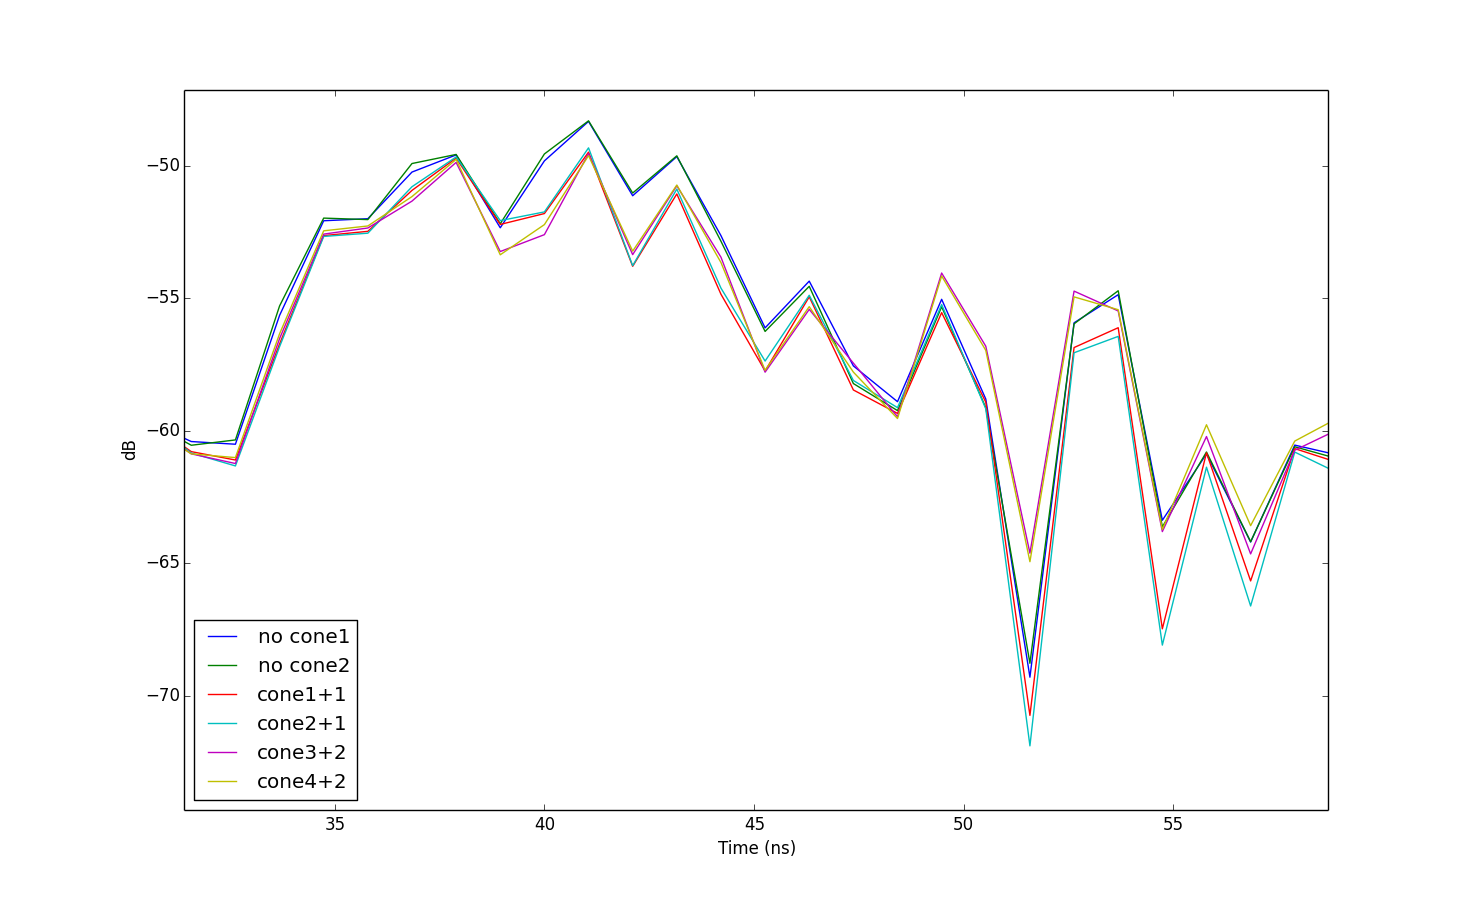 −50
−55
−60
−65
−70
dB
no cone1
no cone2
cone1+1
cone2+1
cone3+2
cone4+2
35 40 45 50 55
Time (ns)